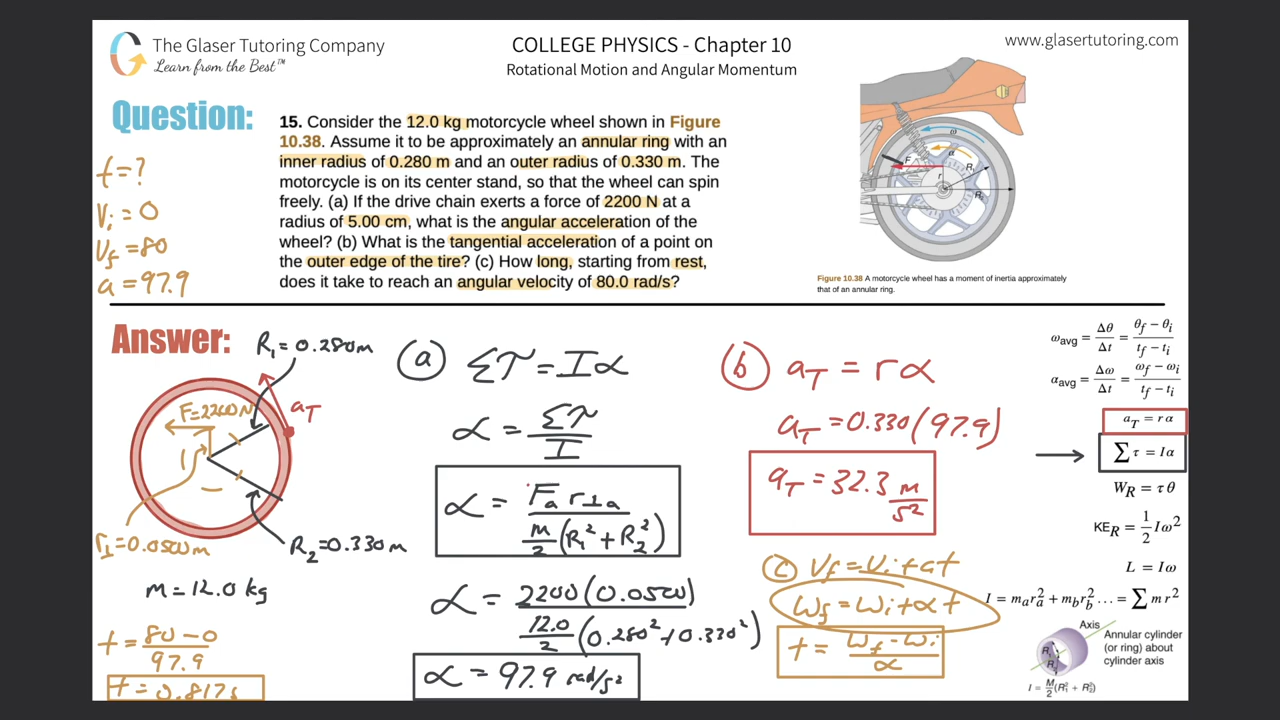 The Glaser Tutoring Company
Learn from the Best™
COLLEGE PHYSICS - Chapter 10
Rotational Motion and Angular Momentum
www.glasertutoring.com
Question:
15. Consider the 12.0 kg motorcycle wheel shown in Figure
10.38. Assume it to be approximately an annular ring with an
inner radius of 0.280 m and an outer radius of 0.330 m. The
motorcycle is on its center stand, so that the wheel can spin
freely. (a) If the drive chain exerts a force of 2200 N at a
radius of 5.00 cm, what is the angular acceleration of the
wheel? (b) What is the tangential acceleration of a point on
the outer edge of the tire? (c) How long, starting from rest,
does it take to reach an angular velocity of 80.0 rad/s?
t = ?
Vi = 0
Vf = 80
a = 97.9
ω
α
F
r
R₁
R₂
Figure 10.38 A motorcycle wheel has a moment of inertia approximately
that of an annular ring.
Answer:
R₁ = 0.280m
F=2200N
aT
r⊥=0.0500m
R₂=0.330m
m = 12.0 kg
t = 80-0 / 97.9
t = 0.817s
(a) Στ = Iα
α = Στ / I
α = Fa r⊥a / m/2 (R₁² + R₂²)
α = 2200(0.0500) / 12.0/2 (0.280² + 0.330²)
α = 97.9 rad/s²
(b) aT = rα
aT = 0.330(97.9)
aT = 32.3 m/s²
(c) Vf = Vi + at
ωf = ωi + αt
t = ωf - ωi / α
ωavg = Δθ/Δt = θf − θi / tf − ti
αavg = Δω/Δt = ωf − ωi / tf − ti
aT = rα
∑ τ = Iα
WR = τθ
KER = 1/2 Iω²
L = Iω
I = mara² + mbrb² … = ∑ mr²
Axis
Annular cylinder
(or ring) about
cylinder axis
R₁
R₂
I = M/2 (R₁² + R₂²)